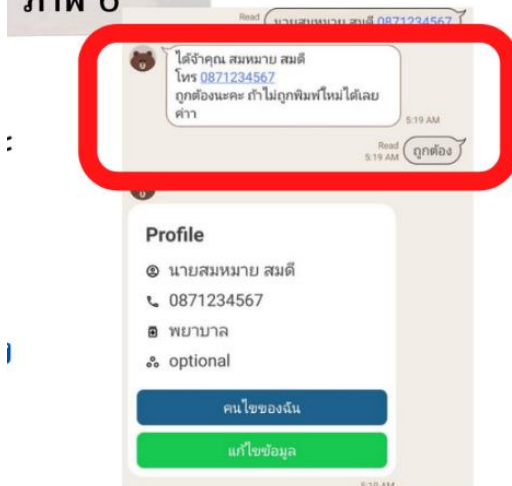 ภาพ 6
Read นายสมหมาย สมดี 0871234567
ได้จ้าคุณ สมหมาย สมดี
โทร 0871234567
ถูกต้องนะคะ ถ้าไม่ถูกพิมพ์ใหม่ได้เลย
ค่าา
5:19 AM
Read
5:19 AM ถูกต้อง
Profile
นายสมหมาย สมดี
0871234567
พยาบาล
optional
คนไขของฉัน
แก้ไขข้อมูล
5:19 AM